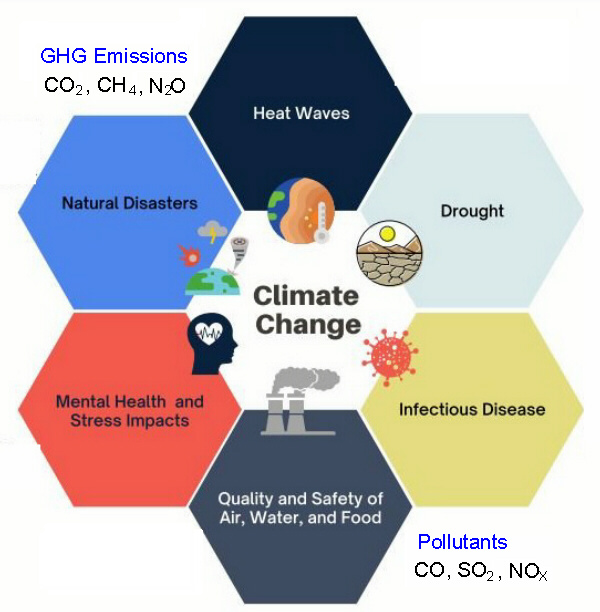 GHG Emissions
CO₂, CH₄, N₂O
Heat Waves
Natural Disasters
Drought
Climate
Change
Mental Health and
Stress Impacts
Infectious Disease
Quality and Safety of
Air, Water, and Food
Pollutants
CO, SO₂, NOₓ